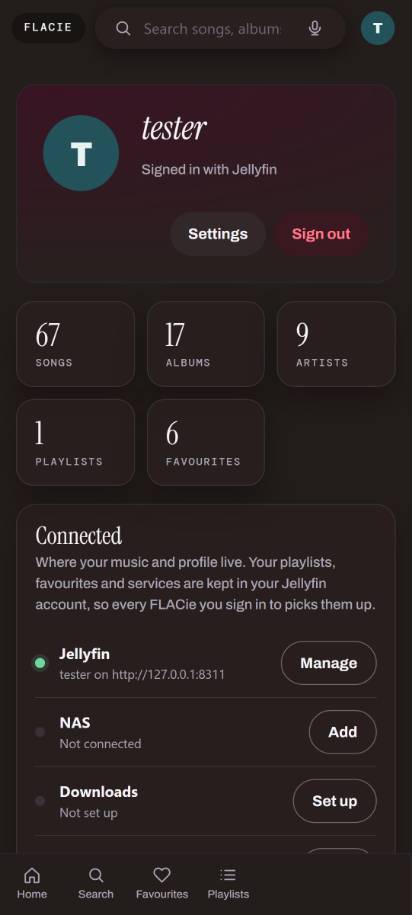 FLACIE
Search songs, album
T
T
tester
Signed in with Jellyfin
Settings
Sign out
67
SONGS
17
ALBUMS
9
ARTISTS
1
PLAYLISTS
6
FAVOURITES
Connected
Where your music and profile live. Your playlists,
favourites and services are kept in your Jellyfin
account, so every FLACie you sign in to picks them up.
Jellyfin
tester on http://127.0.0.1:8311
Manage
NAS
Not connected
Add
Downloads
Not set up
Set up
Home
Search
Favourites
Playlists